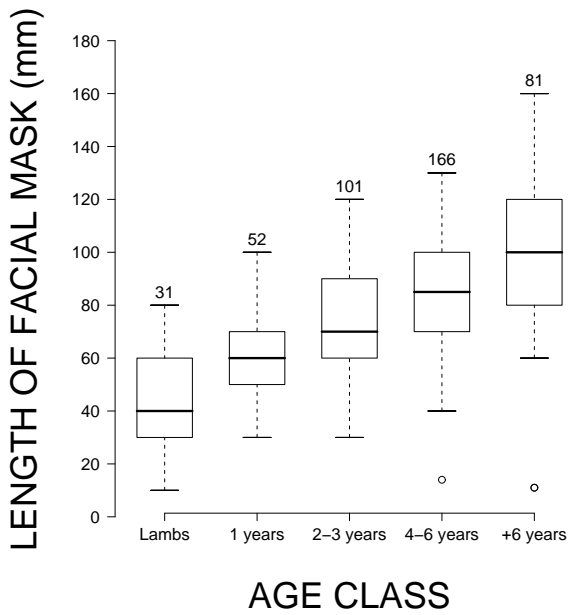 LENGTH OF FACIAL MASK (mm)
180
160
140
120
100
80
60
40
20
0
31
52
101
166
81
Lambs
1 years
2−3 years
4−6 years
+6 years
AGE CLASS